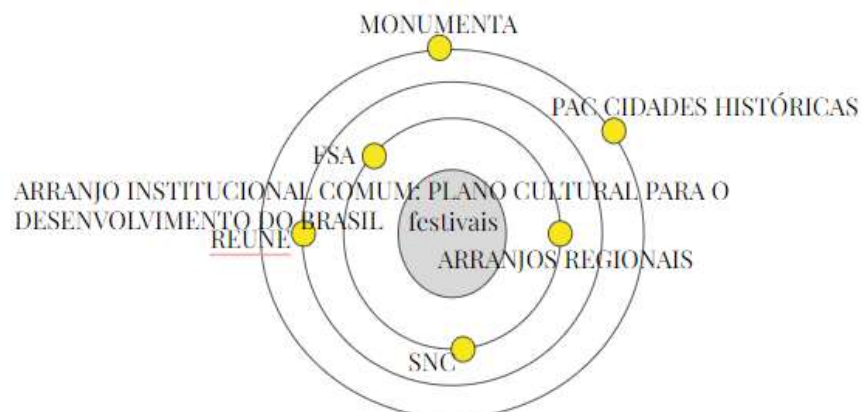 MONUMENTA
PAC CIDADES HISTÓRICAS
FSA
ARRANJO INSTITUCIONAL COMUM: PLANO CULTURAL PARA O
DESENVOLVIMENTO DO BRASIL
festivais
REUNE
ARRANJOS REGIONAIS
SNC